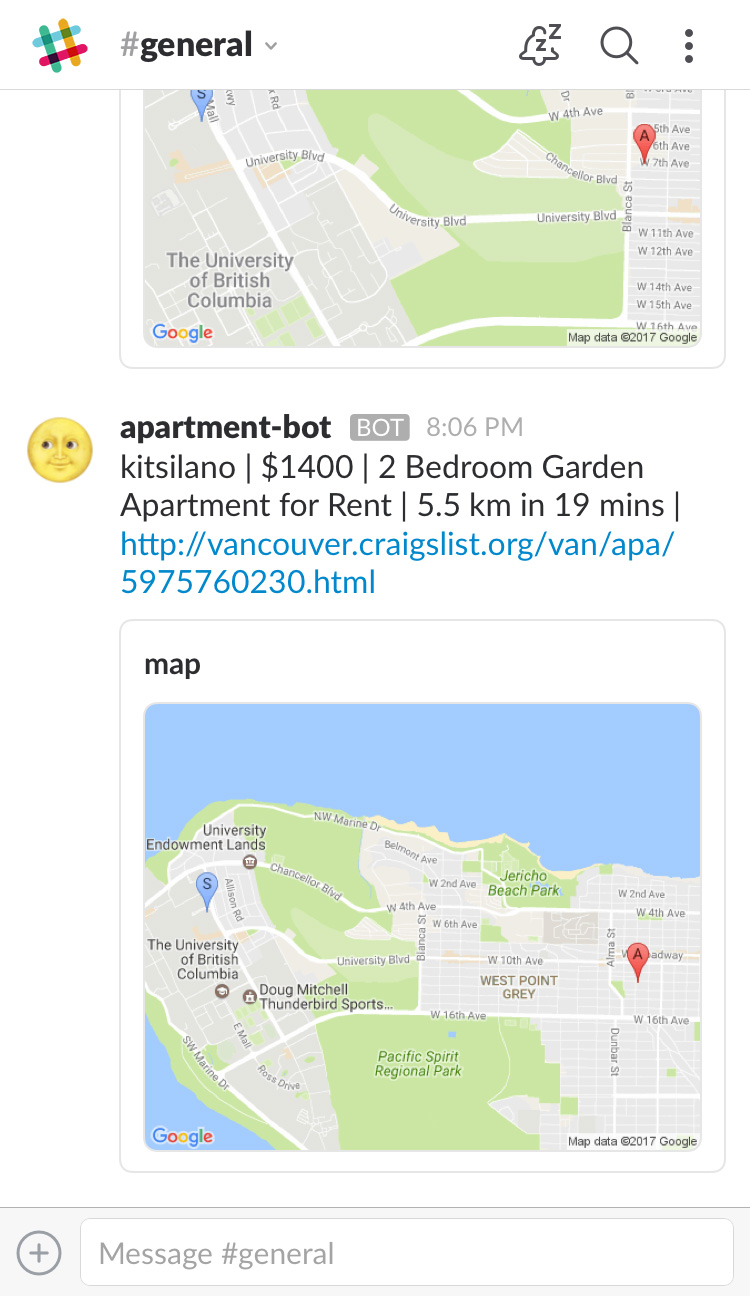 #general
S
Mall
W 4th Ave
Dr
A
5th Ave
6th Ave
W 7th Ave
University Blvd
Chancellor Blvd
Blanca St
University Blvd
University Blvd
W 11th Ave
W 12th Ave
The University
of British
Columbia
W 14th Ave
W 15th Ave
W 16th Ave
Google
Map data ©2017 Google
apartment-bot BOT 8:06 PM
kitsilano | $1400 | 2 Bedroom Garden
Apartment for Rent | 5.5 km in 19 mins |
http://vancouver.craigslist.org/van/apa/
5975760230.html
map
NW Marine Dr
University
Endowment Lands
Belmont Ave
Chancellor Blvd
Jericho
Beach Park
S
Allison Rd
W 2nd Ave
W 2nd Ave
W 4th Ave
W 4th Ave
Blanca St
W 6th Ave
Alma St
The University
of British
Columbia
University Blvd
W 10th Ave
A
adway
WEST POINT
GREY
Doug Mitchell
Thunderbird Sports...
W 16th Ave
W 16th Ave
E Mall
SW Marine Dr
Ross Drive
Pacific Spirit
Regional Park
Dunbar St
Google
Map data ©2017 Google
Message #general